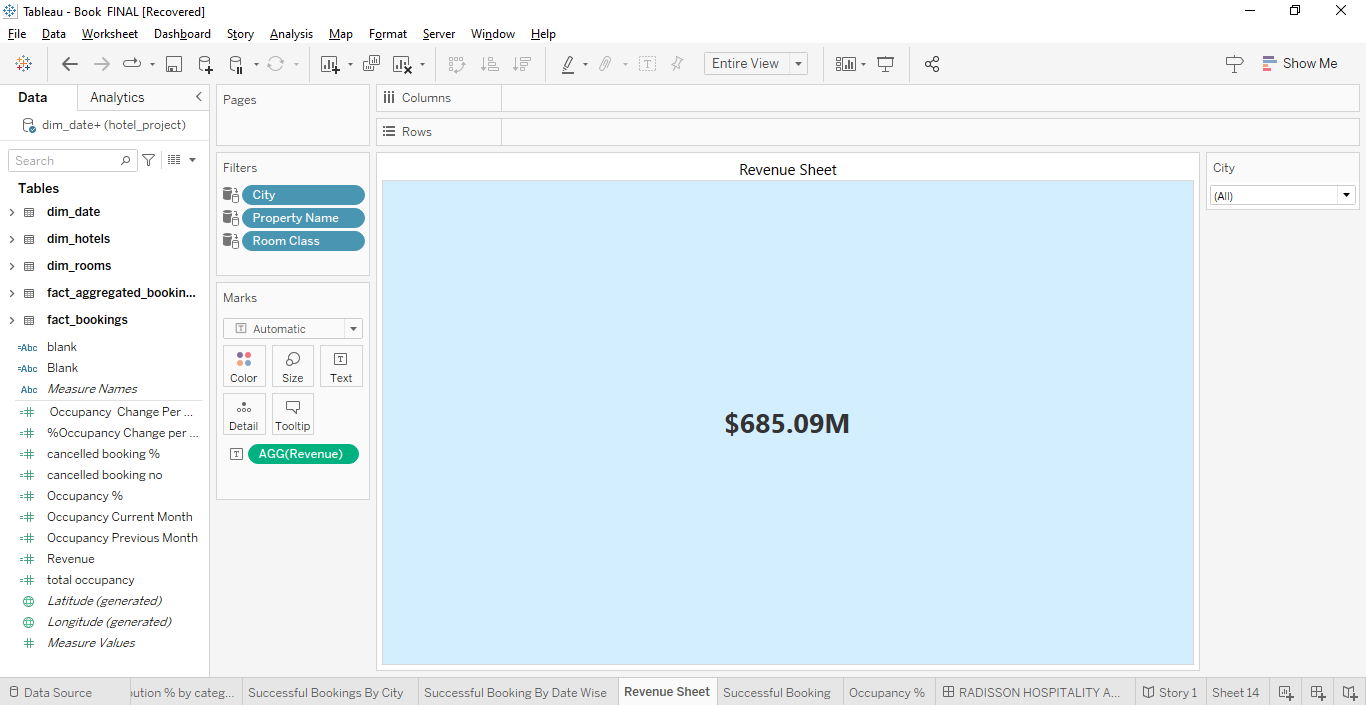 Tableau - Book  FINAL [Recovered]
File Data Worksheet Dashboard Story Analysis Map Format Server Window Help
Entire View
Show Me
Data Analytics
dim_date+ (hotel_project)
Search
Tables
dim_date
dim_hotels
dim_rooms
fact_aggregated_bookin...
fact_bookings
=Abc blank
=Abc Blank
Abc Measure Names
=# Occupancy  Change Per ...
=# %Occupancy Change per ...
=# cancelled booking %
=# cancelled booking no
=# Occupancy %
=# Occupancy Current Month
=# Occupancy Previous Month
=# Revenue
=# total occupancy
Latitude (generated)
Longitude (generated)
# Measure Values
Pages
Filters
City
Property Name
Room Class
Marks
T Automatic
Color Size Text
Detail Tooltip
T AGG(Revenue)
Columns
Rows
Revenue Sheet
$685.09M
City
(All)
Data Source
ution % by categ...
Successful Bookings By City
Successful Booking By Date Wise
Revenue Sheet
Successful Booking
Occupancy %
RADISSON HOSPITALITY A...
Story 1
Sheet 14